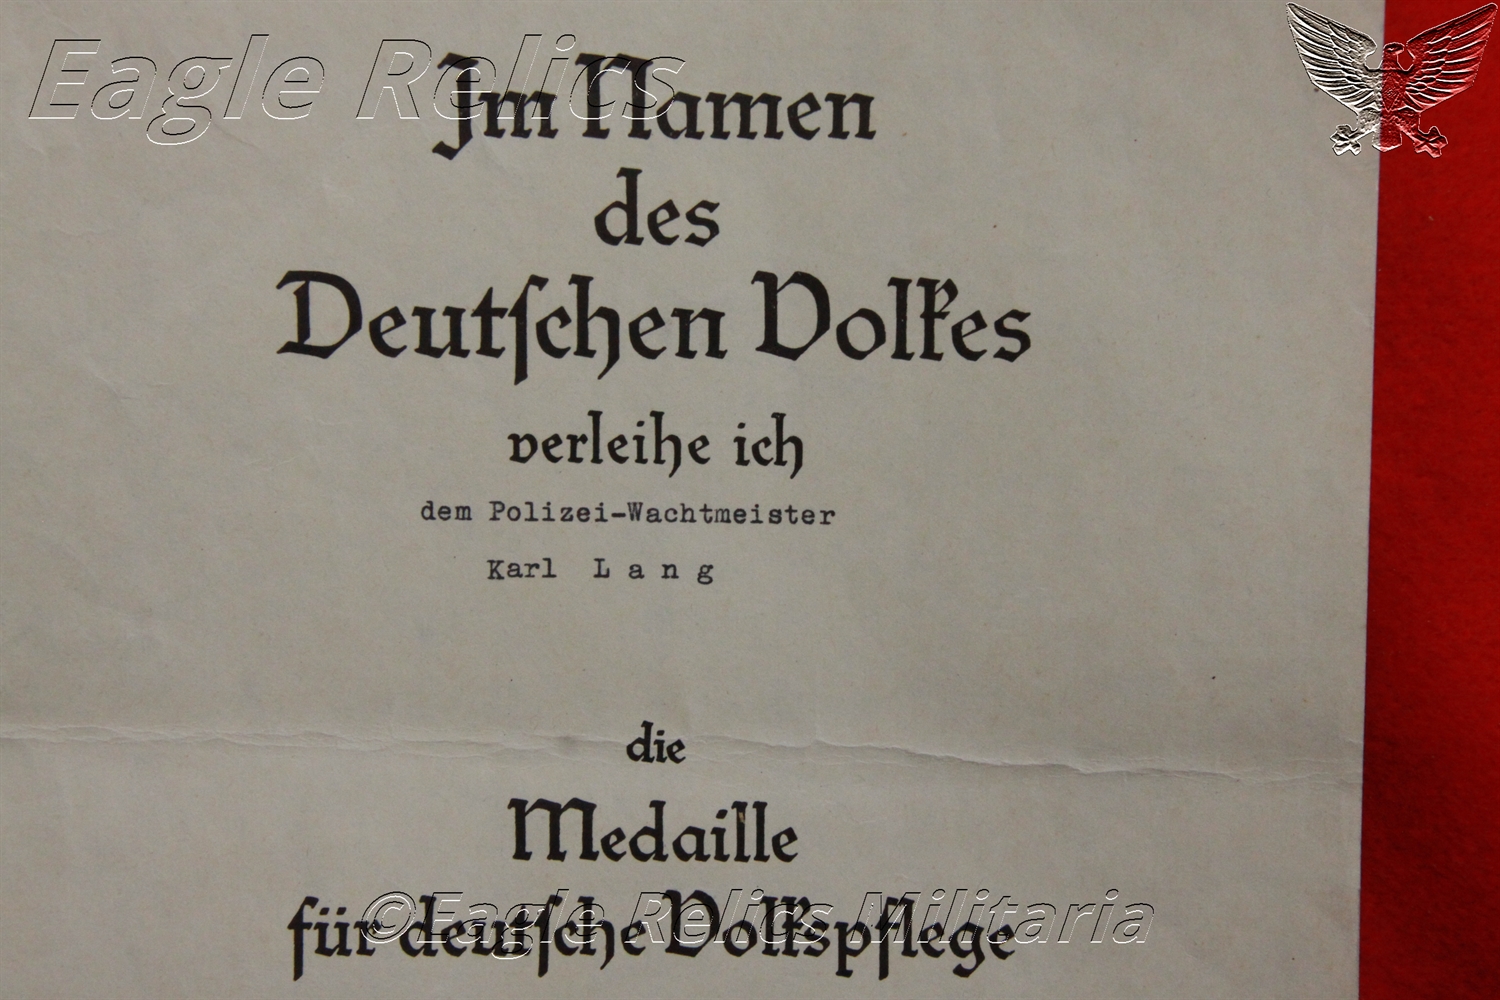 Eagle Relics
Im Namen
des
Deutſchen Volkes
verleihe ich
dem Polizei-Wachtmeister
Karl L a n g
die
Medaille
für deutſche Volkspflege
©Eagle Relics Militaria